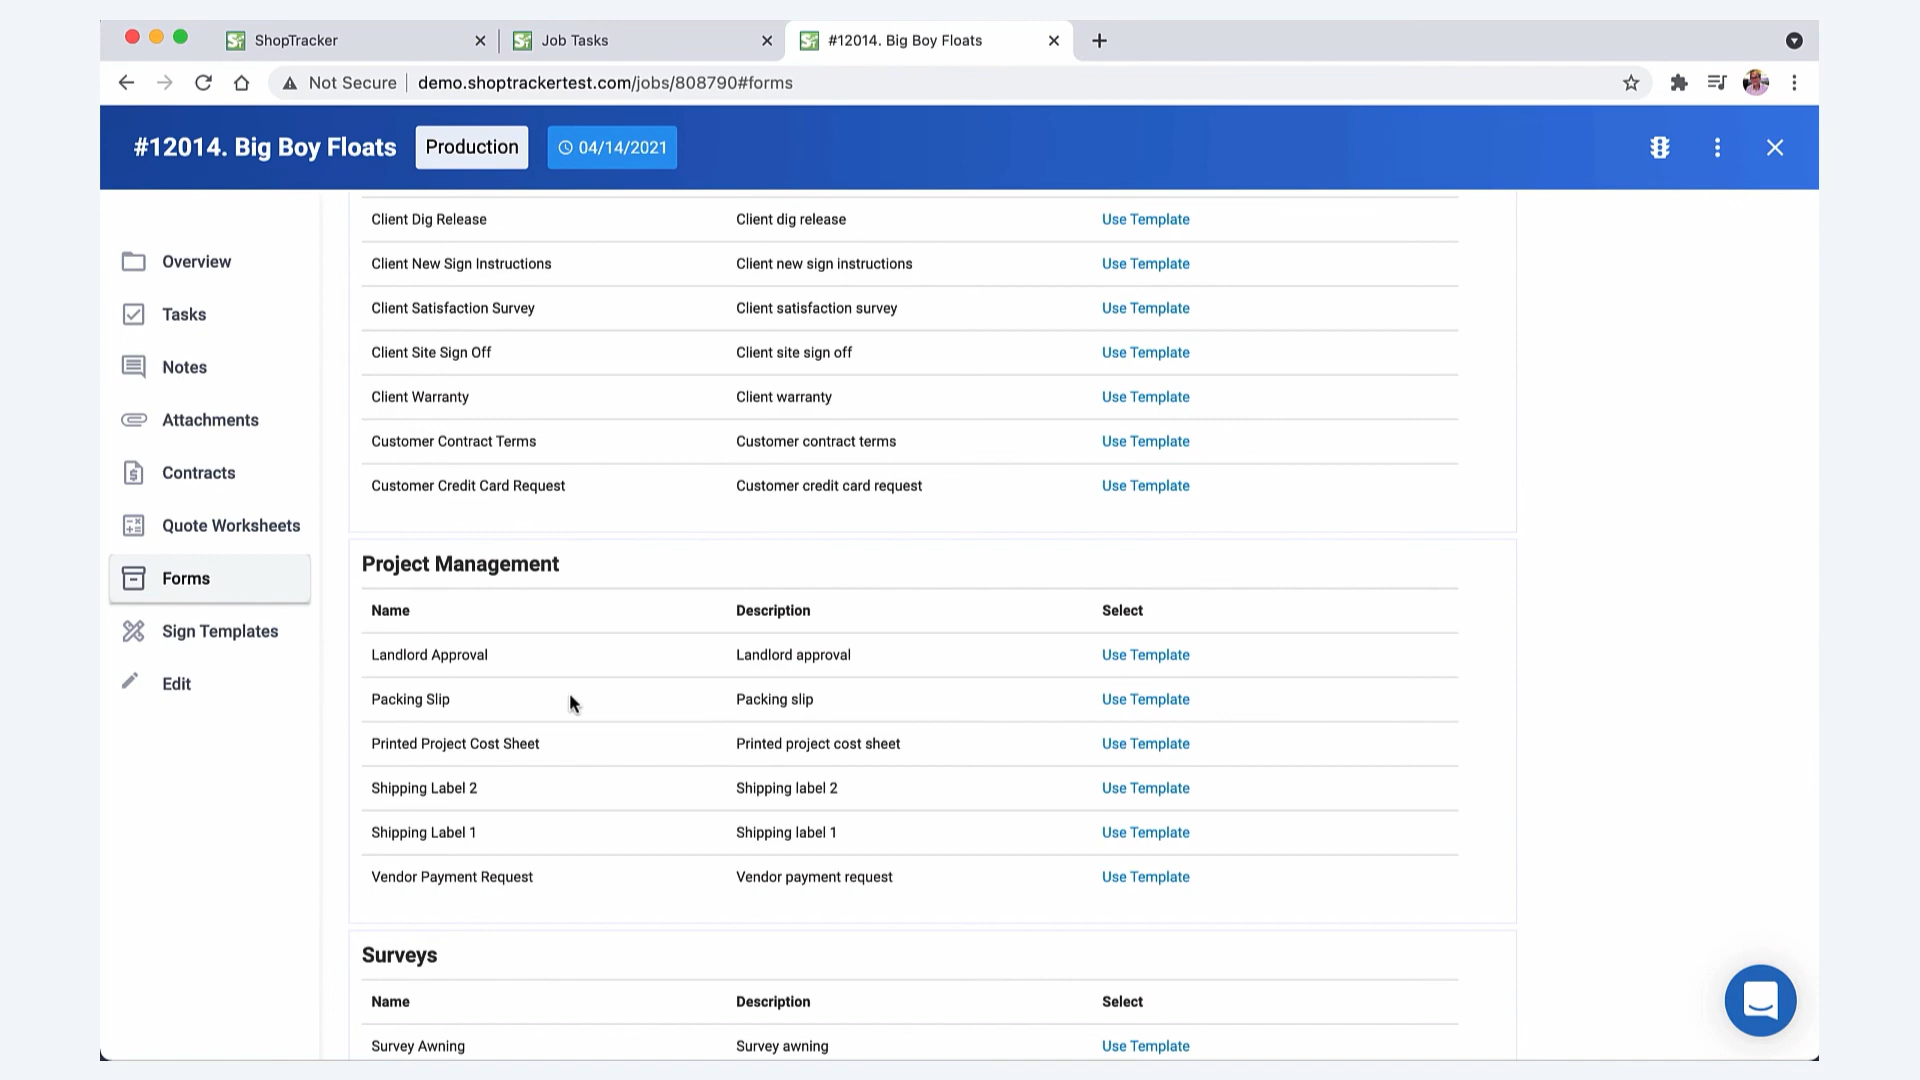 ShopTracker
Job Tasks
#12014. Big Boy Floats
Not Secure
demo.shoptrackertest.com/jobs/808790#forms
#12014. Big Boy Floats
Production
04/14/2021
Overview
Tasks
Notes
Attachments
Contracts
Quote Worksheets
Forms
Sign Templates
Edit
Client Dig Release Client dig release Use Template
Client New Sign Instructions Client new sign instructions Use Template
Client Satisfaction Survey Client satisfaction survey Use Template
Client Site Sign Off Client site sign off Use Template
Client Warranty Client warranty Use Template
Customer Contract Terms Customer contract terms Use Template
Customer Credit Card Request Customer credit card request Use Template
Project Management
Name Description Select
Landlord Approval Landlord approval Use Template
Packing Slip Packing slip Use Template
Printed Project Cost Sheet Printed project cost sheet Use Template
Shipping Label 2 Shipping label 2 Use Template
Shipping Label 1 Shipping label 1 Use Template
Vendor Payment Request Vendor payment request Use Template
Surveys
Name Description Select
Survey Awning Survey awning Use Template